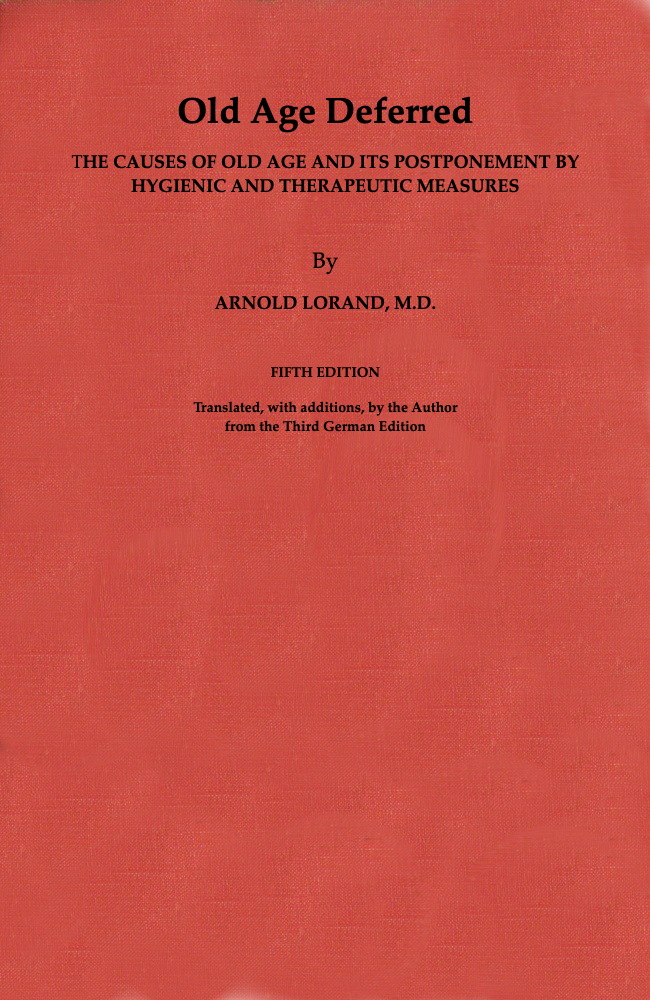 Old Age Deferred
THE CAUSES OF OLD AGE AND ITS POSTPONEMENT BY
HYGIENIC AND THERAPEUTIC MEASURES
By
ARNOLD LORAND, M.D.
FIFTH EDITION
Translated, with additions, by the Author
from the Third German Edition